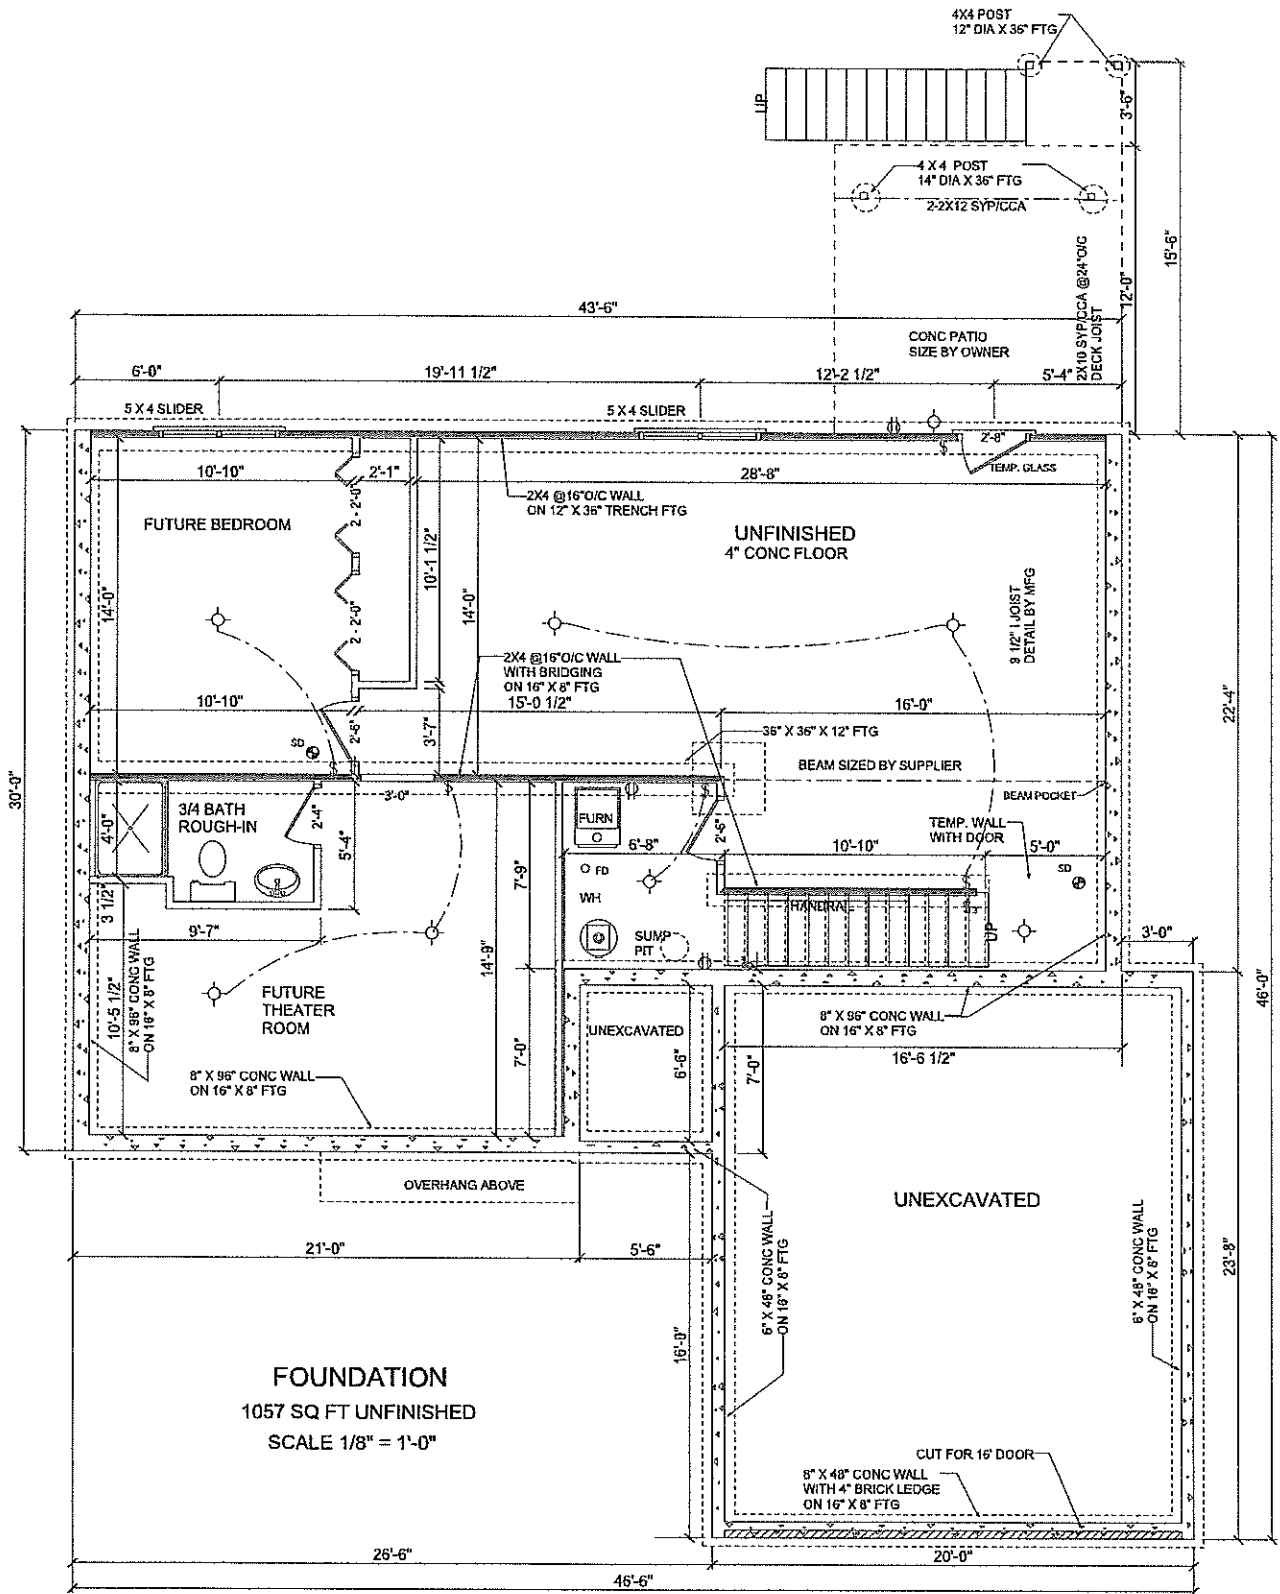 4X4 POST
12" DIA X 36" FTG
UP
3'-6"
4 X 4 POST
14" DIA X 36" FTG
2-2X12 SYP/CCA
15'-6"
12'-0"
2X10 SYP/CCA @24"O/C
DECK JOIST
43'-6"
CONC PATIO
SIZE BY OWNER
6'-0"
19'-11 1/2"
12'-2 1/2"
5'-4"
5 X 4 SLIDER
5 X 4 SLIDER
2'-8"
TEMP. GLASS
10'-10"
2'-1"
28'-8"
2X4 @16"O/C WALL
ON 12" X 36" TRENCH FTG
FUTURE BEDROOM
2 - 2'-0"
10'-1 1/2"
UNFINISHED
4" CONC FLOOR
14'-0"
2 - 2'-0"
14'-0"
9 1/2" I JOIST
DETAIL BY MFG
2X4 @16"O/C WALL
WITH BRIDGING
ON 16" X 8" FTG
10'-10"
15'-0 1/2"
16'-0"
22'-4"
2'-6"
3'-7"
36" X 36" X 12" FTG
SD
BEAM SIZED BY SUPPLIER
30'-0"
3'-0"
BEAM POCKET
3/4 BATH
ROUGH-IN
4'-0"
2'-4"
5'-4"
FURN
2'-6"
TEMP. WALL
WITH DOOR
6'-8"
10'-10"
5'-0"
7'-9"
FD
WH
SD
3 1/2"
HANDRAIL
9'-7"
SUMP
PIT
UP
3'-0"
14'-9"
46'-0"
FUTURE
THEATER
ROOM
10'-5 1/2"
8" X 96" CONC WALL
ON 16" X 8" FTG
UNEXCAVATED
6'-6"
7'-0"
7'-0"
8" X 96" CONC WALL
ON 16" X 8" FTG
16'-6 1/2"
8" X 96" CONC WALL
ON 16" X 8" FTG
OVERHANG ABOVE
UNEXCAVATED
21'-0"
5'-6"
6" X 48" CONC WALL
ON 16" X 8" FTG
6" X 48" CONC WALL
ON 16" X 8" FTG
23'-8"
16'-0"
FOUNDATION
1057 SQ FT UNFINISHED
SCALE 1/8" = 1'-0"
CUT FOR 16' DOOR
8" X 48" CONC WALL
WITH 4" BRICK LEDGE
ON 16" X 8" FTG
26'-6"
20'-0"
46'-6"